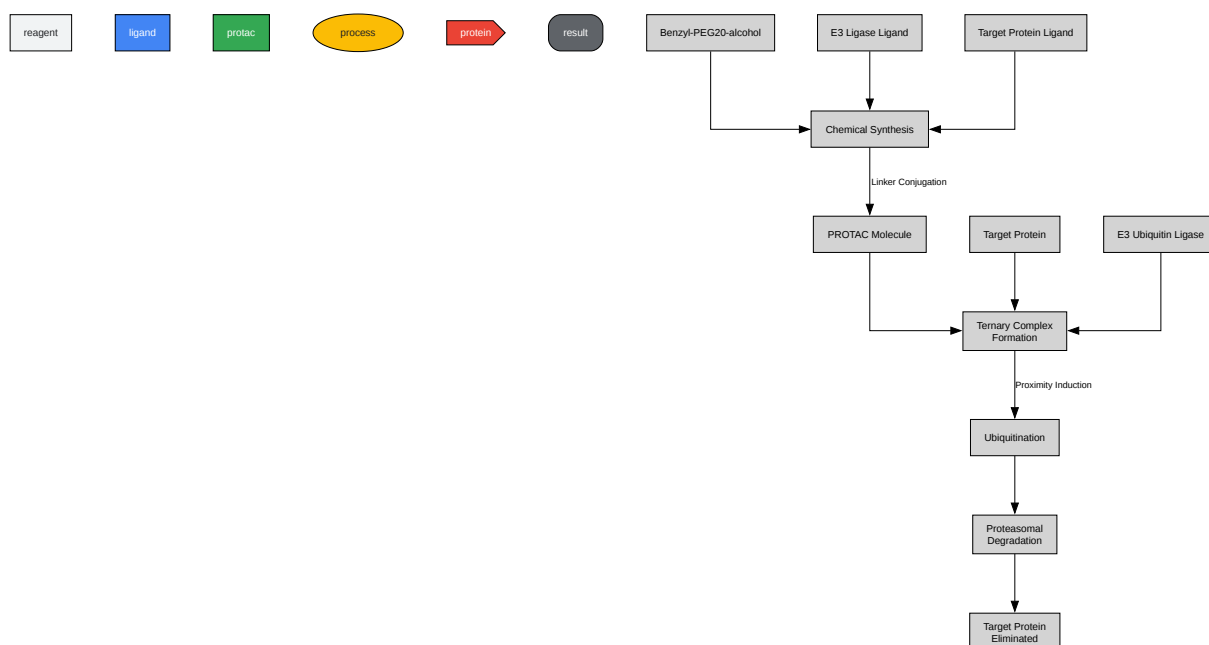 reagent
ligand
protac
process
protein
result
Benzyl-PEG20-alcohol
E3 Ligase Ligand
Target Protein Ligand
Chemical Synthesis
Linker Conjugation
PROTAC Molecule
Target Protein
E3 Ubiquitin Ligase
Ternary Complex
Formation
Proximity Induction
Ubiquitination
Proteasomal
Degradation
Target Protein
Eliminated